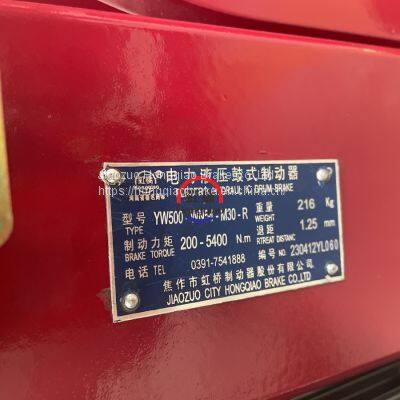 电力液压鼓式制动器
DRUM BRAKE
型号 YW500 -M30-R 重量 216 Kg
TYPE WEIGHT
制动力矩 200-5400 N.m 退距 1.25 mm
BRAKE TORQUE RTREAT DISTANC
电话 TEL 0391-7541888 编号 NO 230412YL060
焦作市虹桥制动器股份有限公司
JIAOZUO CITY HONGQIAO BRAKE CO.,LTD